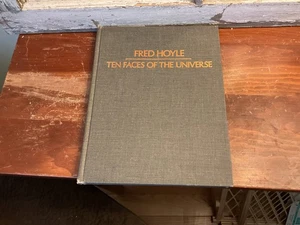 FRED HOYLE
TEN FACES OF THE UNIVERSE